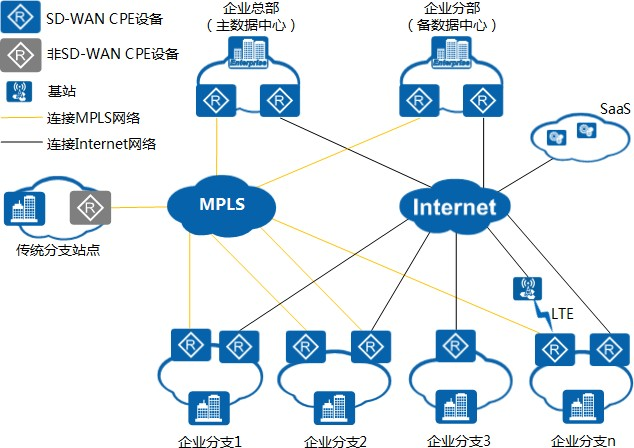 SD-WAN CPE设备
非SD-WAN CPE设备
基站
连接MPLS网络
连接Internet网络
企业总部
（主数据中心）
企业分部
（备数据中心）
Enterprise
Enterprise
R
R
R
R
R
R
SaaS
R
传统分支站点
MPLS
Internet
LTE
R
R
R
R
R
R
R
企业分支1
企业分支2
企业分支3
企业分支n